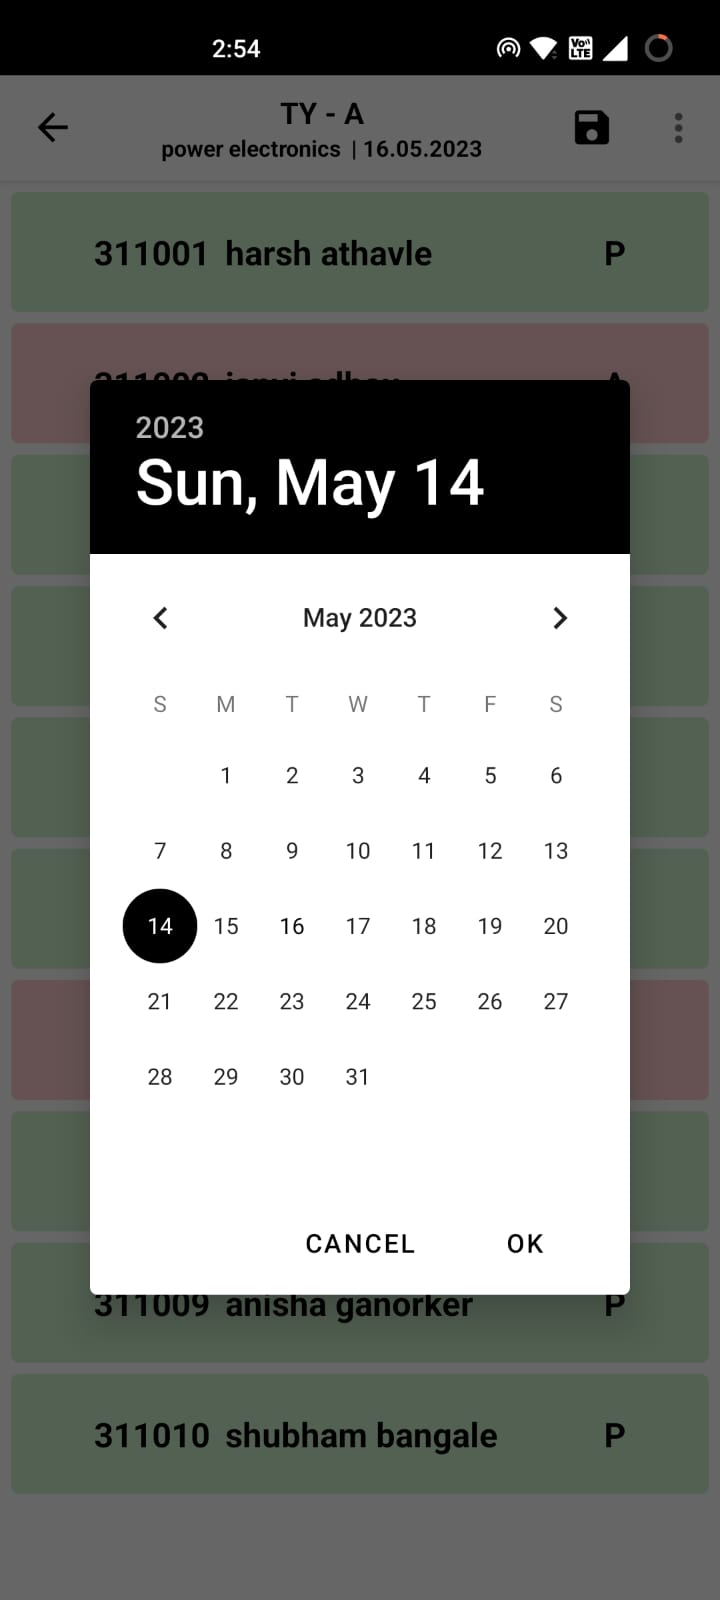 2:54
Vo LTE
TY - A
power electronics | 16.05.2023
311001 harsh athavle P
2023
Sun, May 14
May 2023
S M T W T F S
1 2 3 4 5 6
7 8 9 10 11 12 13
14 15 16 17 18 19 20
21 22 23 24 25 26 27
28 29 30 31
CANCEL OK
311009 anisha ganorker P
311010 shubham bangale P